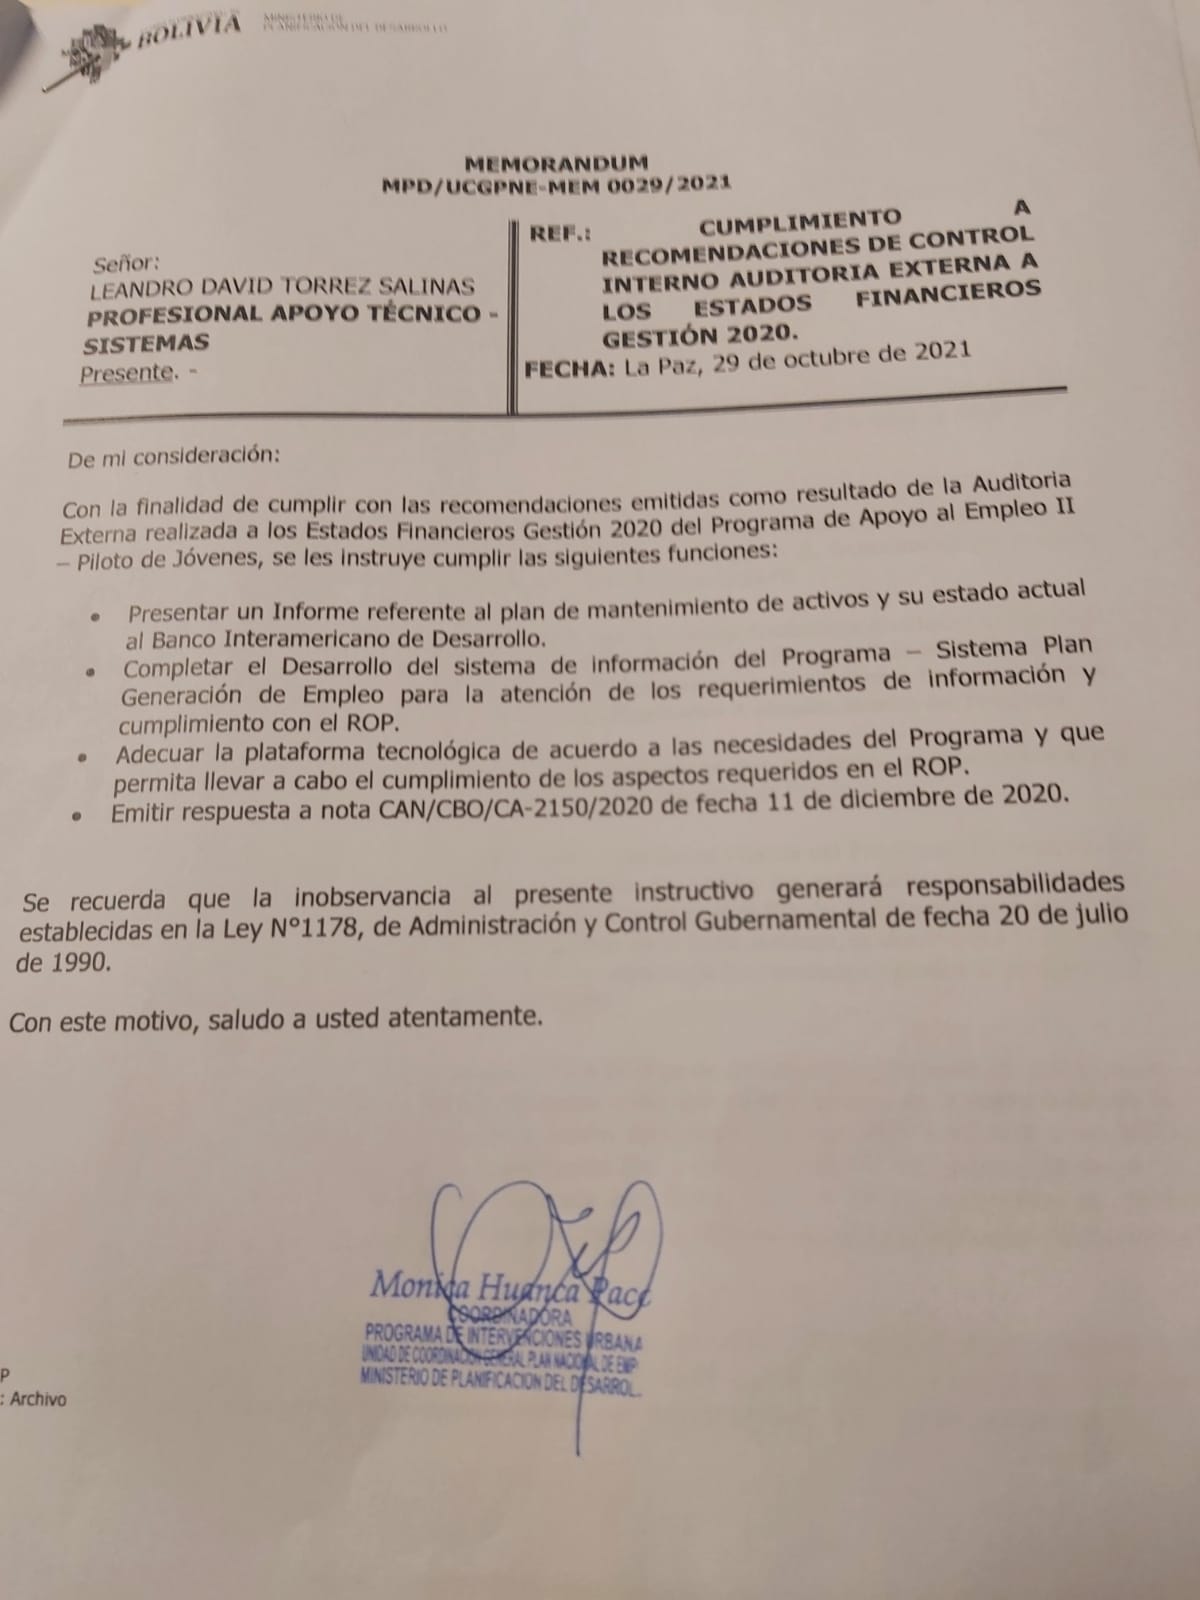 BOLIVIA
MINISTERIO DE
PLANIFICACIÓN DEL DESARROLLO
MEMORANDUM
MPD/UCGPNE-MEM 0029/2021
Señor:
LEANDRO DAVID TORREZ SALINAS
PROFESIONAL APOYO TÉCNICO -
SISTEMAS
Presente. -
REF.: CUMPLIMIENTO A
RECOMENDACIONES DE CONTROL
INTERNO AUDITORIA EXTERNA A
LOS ESTADOS FINANCIEROS
GESTIÓN 2020.
FECHA: La Paz, 29 de octubre de 2021
De mi consideración:
Con la finalidad de cumplir con las recomendaciones emitidas como resultado de la Auditoria
Externa realizada a los Estados Financieros Gestión 2020 del Programa de Apoyo al Empleo II
– Piloto de Jóvenes, se les instruye cumplir las siguientes funciones:
• Presentar un Informe referente al plan de mantenimiento de activos y su estado actual
al Banco Interamericano de Desarrollo.
• Completar el Desarrollo del sistema de información del Programa – Sistema Plan
Generación de Empleo para la atención de los requerimientos de información y
cumplimiento con el ROP.
• Adecuar la plataforma tecnológica de acuerdo a las necesidades del Programa y que
permita llevar a cabo el cumplimiento de los aspectos requeridos en el ROP.
• Emitir respuesta a nota CAN/CBO/CA-2150/2020 de fecha 11 de diciembre de 2020.
Se recuerda que la inobservancia al presente instructivo generará responsabilidades
establecidas en la Ley N°1178, de Administración y Control Gubernamental de fecha 20 de julio
de 1990.
Con este motivo, saludo a usted atentamente.
Monica Huanca Pacc
COORDINADORA
PROGRAMA DE INTERVENCIONES URBANA
UNIDAD DE COORDINACION GENERAL PLAN NACIONAL DE EMP
MINISTERIO DE PLANIFICACION DEL DESARROL.
P
: Archivo